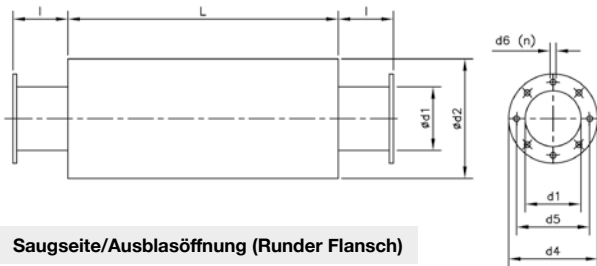 l L l
d6 (n)
ød1
ød2
d1
d5
d4
Saugseite/Ausblasöffnung (Runder Flansch)